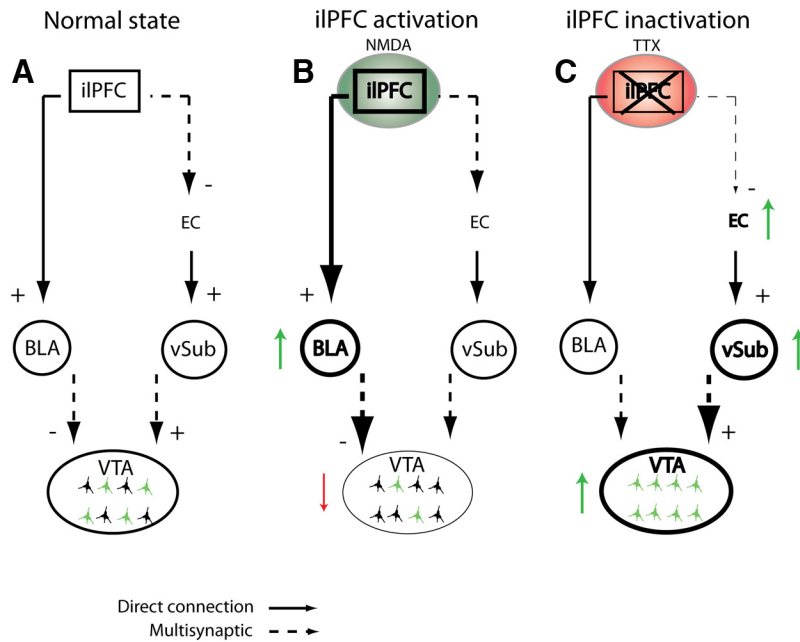 Normal state
ilPFC activation
ilPFC inactivation
NMDA
TTX
A
B
C
ilPFC
ilPFC
ilPFC
-
-
EC
EC
EC
+
+
+
+
BLA
vSub
BLA
vSub
BLA
vSub
-
+
-
+
VTA
VTA
VTA
Direct connection
Multisynaptic